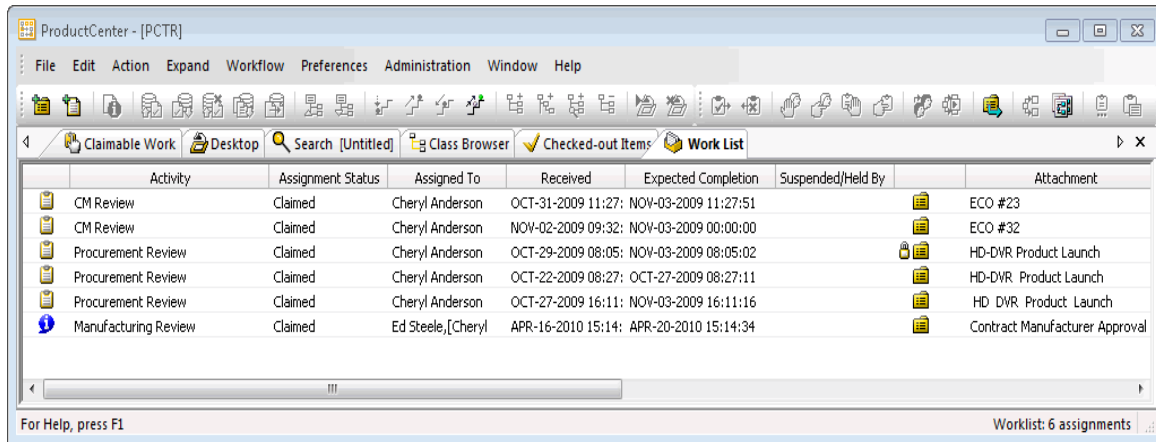 ProductCenter - [PCTR]
File Edit Action Expand Workflow Preferences Administration Window Help
Claimable Work Desktop Search [Untitled] Class Browser Checked-out Items Work List
Activity Assignment Status Assigned To Received Expected Completion Suspended/Held By Attachment
CM Review Claimed Cheryl Anderson OCT-31-2009 11:27: NOV-03-2009 11:27:51 ECO #23
CM Review Claimed Cheryl Anderson NOV-02-2009 09:32: NOV-03-2009 00:00:00 ECO #32
Procurement Review Claimed Cheryl Anderson OCT-29-2009 08:05: NOV-03-2009 08:05:02 HD-DVR Product Launch
Procurement Review Claimed Cheryl Anderson OCT-22-2009 08:27: OCT-27-2009 08:27:11 HD-DVR Product Launch
Procurement Review Claimed Cheryl Anderson OCT-27-2009 16:11: NOV-03-2009 16:11:16 HD DVR Product Launch
Manufacturing Review Claimed Ed Steele,[Cheryl APR-16-2010 15:14: APR-20-2010 15:14:34 Contract Manufacturer Approval
For Help, press F1 Worklist: 6 assignments